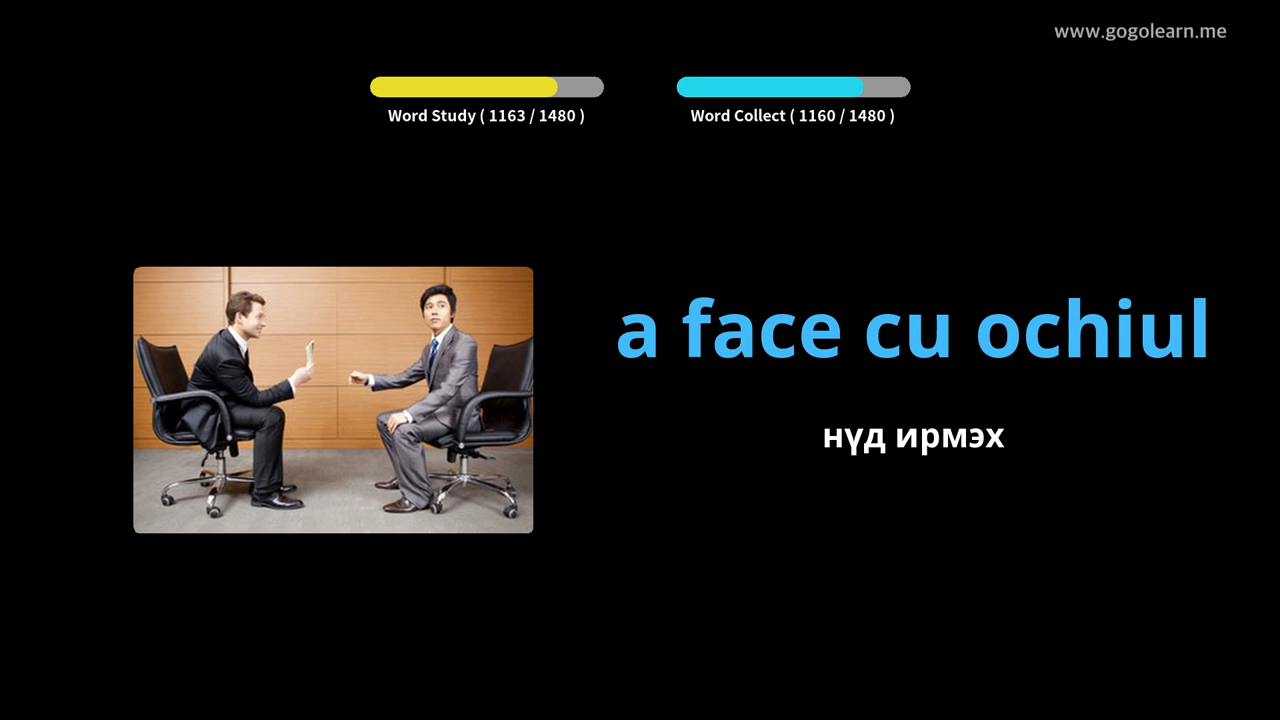 www.gogolearn.me
Word Study ( 1163 / 1480 )
Word Collect ( 1160 / 1480 )
a face cu ochiul
нүд ирмэх